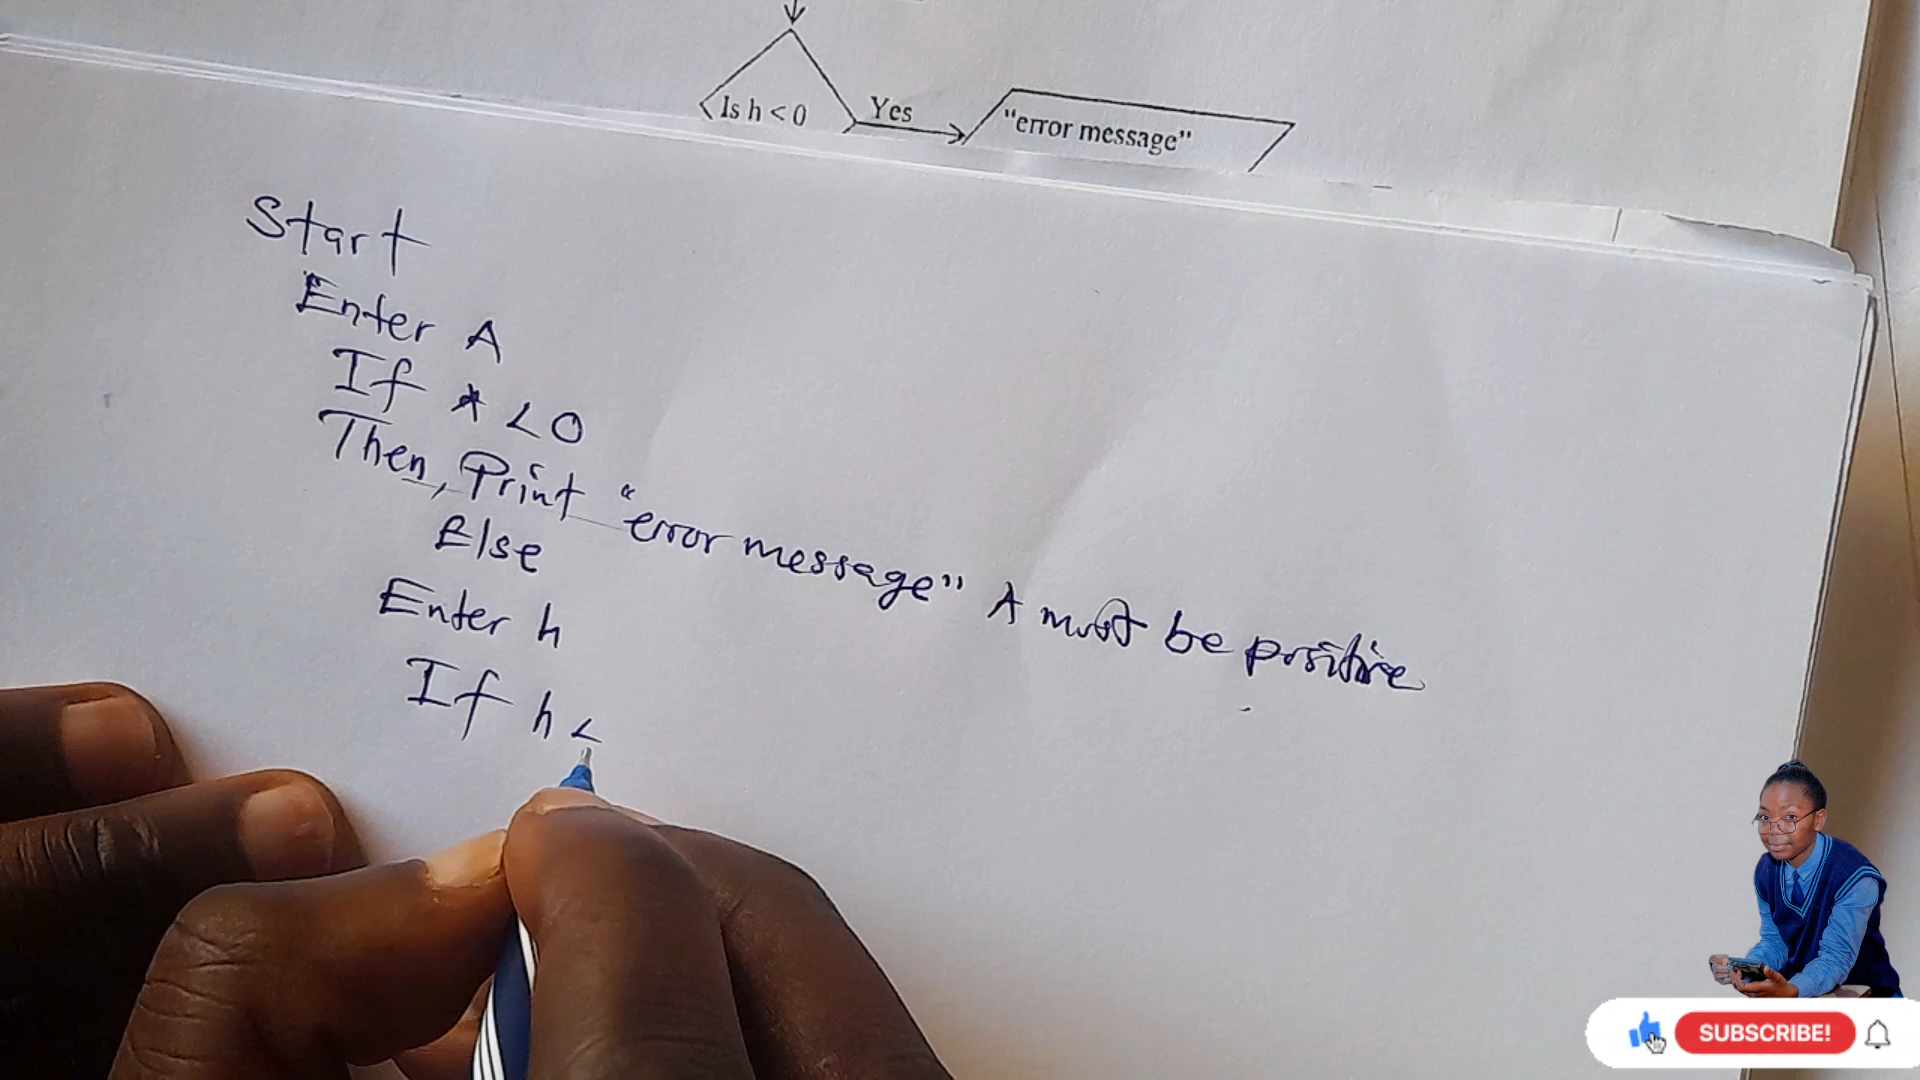 Is h < 0
Yes
"error message"
Start
Enter A
If A < 0
Then, Print "error message" A must be positive
Else
Enter h
If h <
SUBSCRIBE!